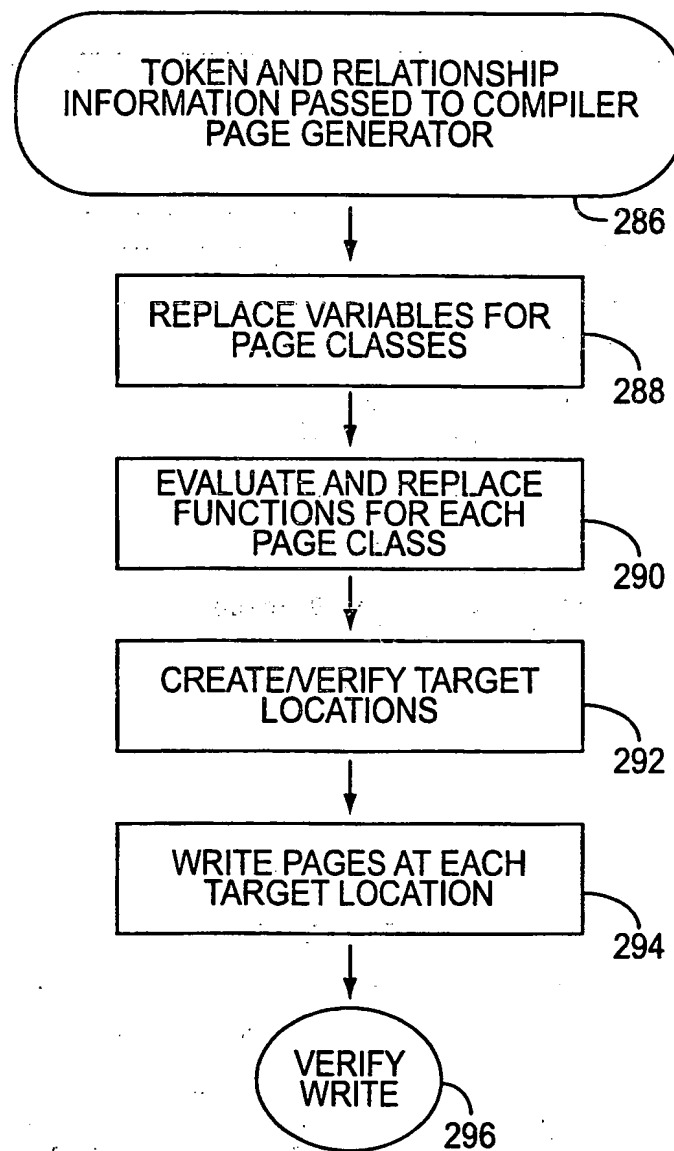 TOKEN AND RELATIONSHIP
INFORMATION PASSED TO COMPILER
PAGE GENERATOR
286
REPLACE VARIABLES FOR
PAGE CLASSES
288
EVALUATE AND REPLACE
FUNCTIONS FOR EACH
PAGE CLASS
290
CREATE/VERIFY TARGET
LOCATIONS
292
WRITE PAGES AT EACH
TARGET LOCATION
294
VERIFY
WRITE
296